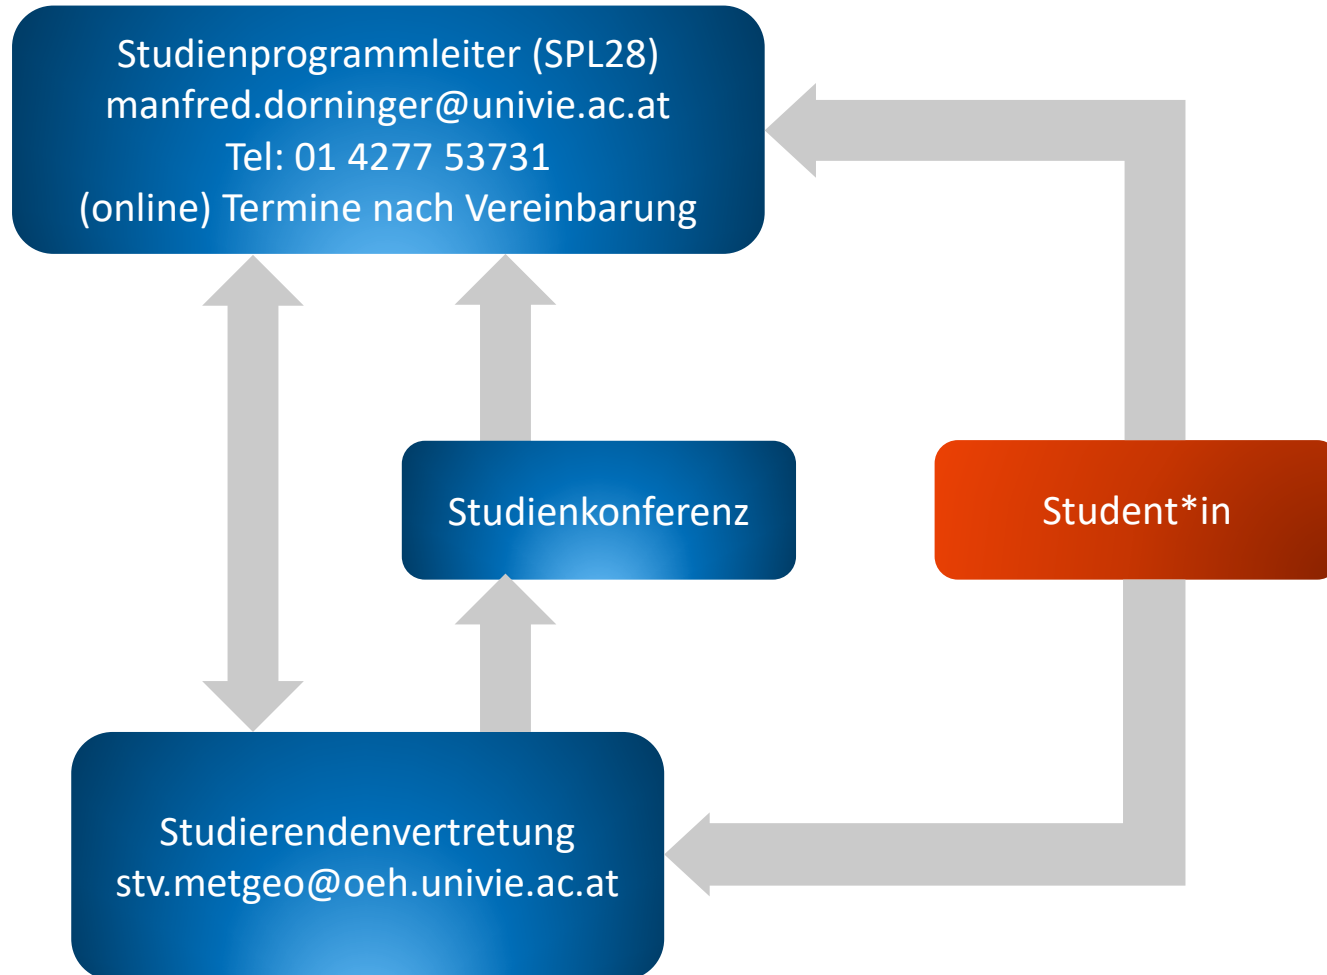 Studienprogrammleiter (SPL28)
manfred.dorninger@univie.ac.at
Tel: 01 4277 53731
(online) Termine nach Vereinbarung
Studienkonferenz
Student*in
Studierendenvertretung
stv.metgeo@oeh.univie.ac.at